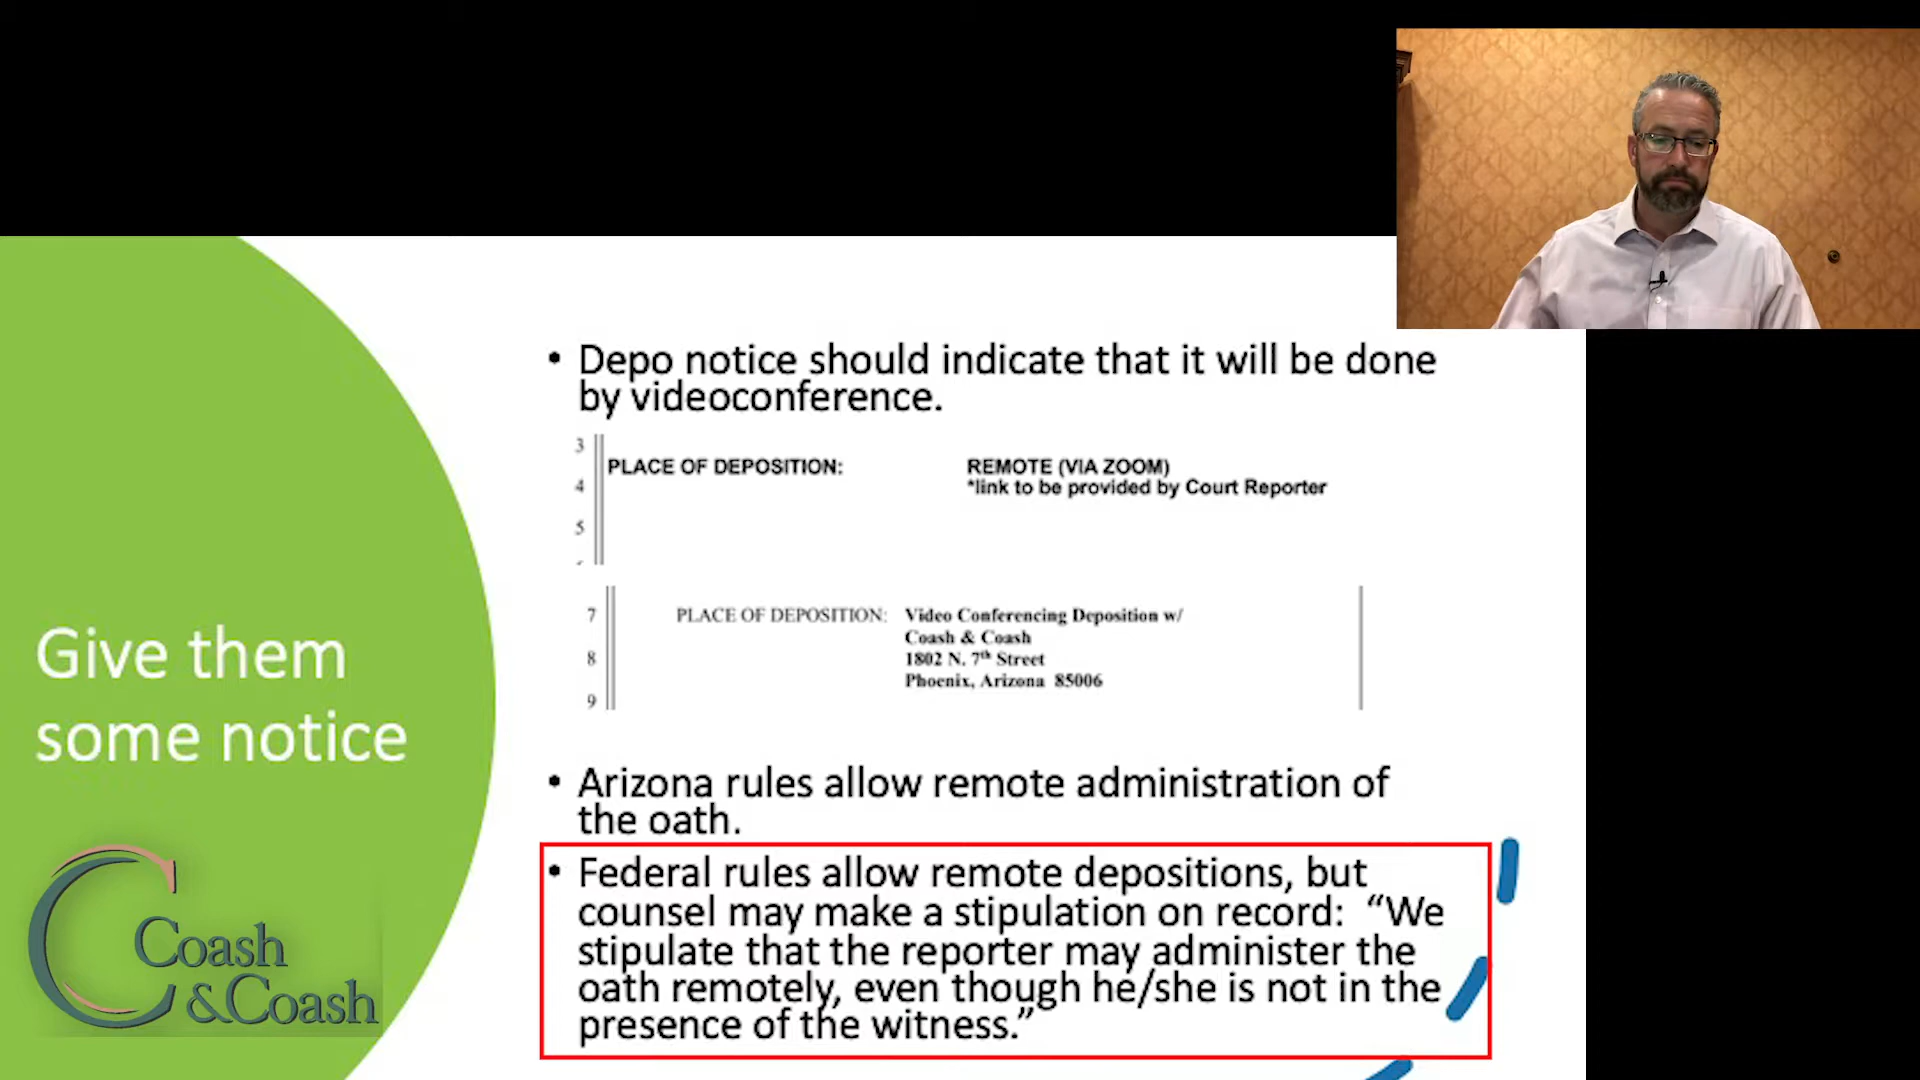 • Depo notice should indicate that it will be done
by videoconference.
3
PLACE OF DEPOSITION: REMOTE (VIA ZOOM)
4 *link to be provided by Court Reporter
5
7 PLACE OF DEPOSITION: Video Conferencing Deposition w/
Coash & Coash
8 1802 N. 7th Street
Phoenix, Arizona 85006
9
Give them
some notice
• Arizona rules allow remote administration of
the oath.
• Federal rules allow remote depositions, but
counsel may make a stipulation on record: “We
stipulate that the reporter may administer the
oath remotely, even though he/she is not in the
presence of the witness.”
Coash
&Coash